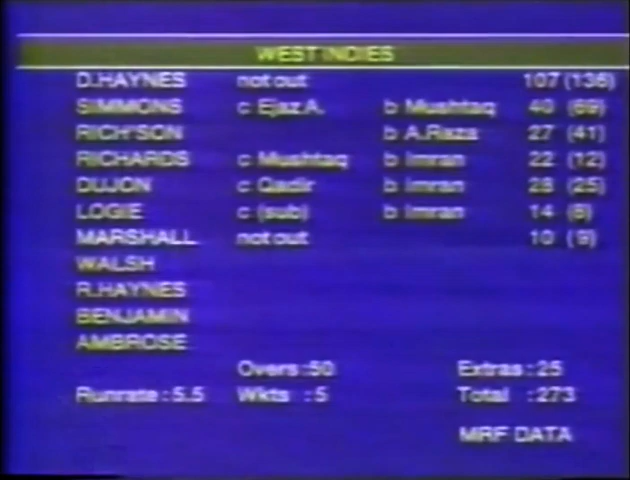 WEST INDIES
D.HAYNES not out 107 (136)
SIMMONS c Ejaz A. b Mushtaq 40 (69)
RICH'SON b A.Raza 27 (41)
RICHARDS c Mushtaq b Imran 22 (12)
DUJON c Qadir b Imran 28 (25)
LOGIE c (sub) b Imran 14 (8)
MARSHALL not out 10 (9)
WALSH
R.HAYNES
BENJAMIN
AMBROSE
Overs :50 Extras :25
Runrate :5.5 Wkts :5 Total :273
MRF DATA